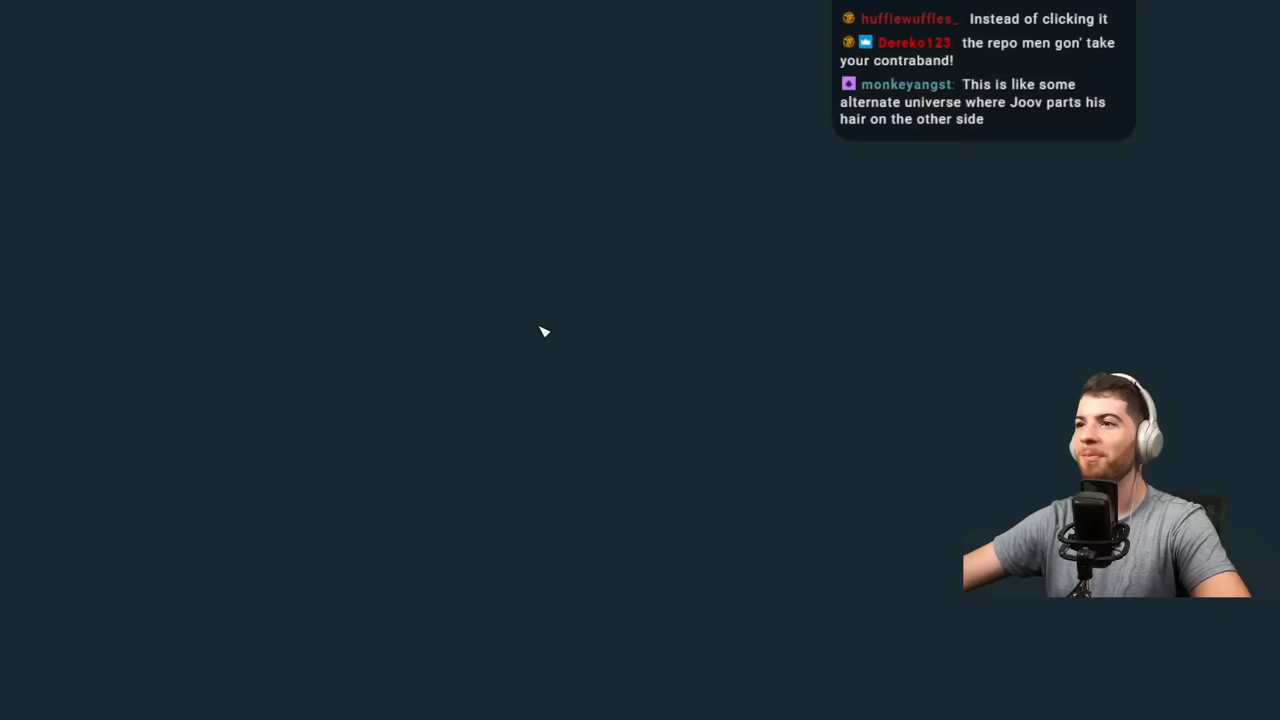 hufflewuffles_: Instead of clicking it
Dereko123: the repo men gon' take
your contraband!
monkeyangst: This is like some
alternate universe where Joov parts his
hair on the other side